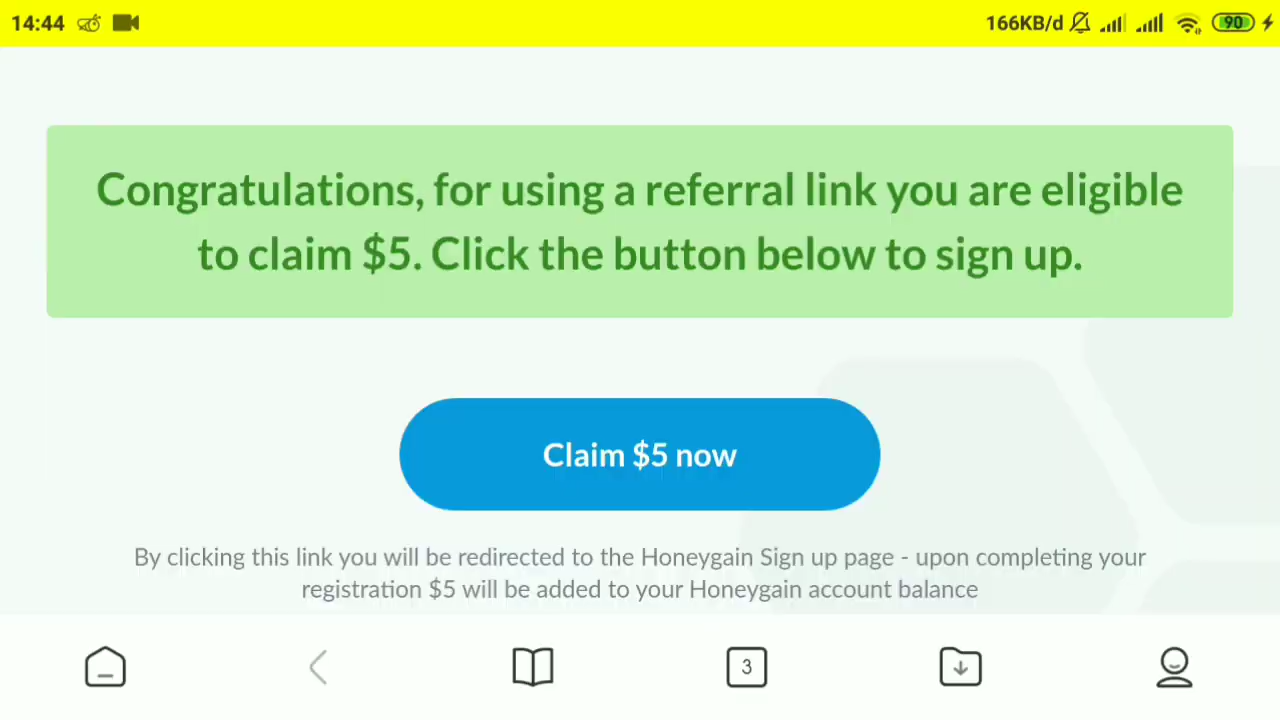 14:44 166KB/d 90
Congratulations, for using a referral link you are eligible
to claim $5. Click the button below to sign up.
Claim $5 now
By clicking this link you will be redirected to the Honeygain Sign up page - upon completing your
registration $5 will be added to your Honeygain account balance
3